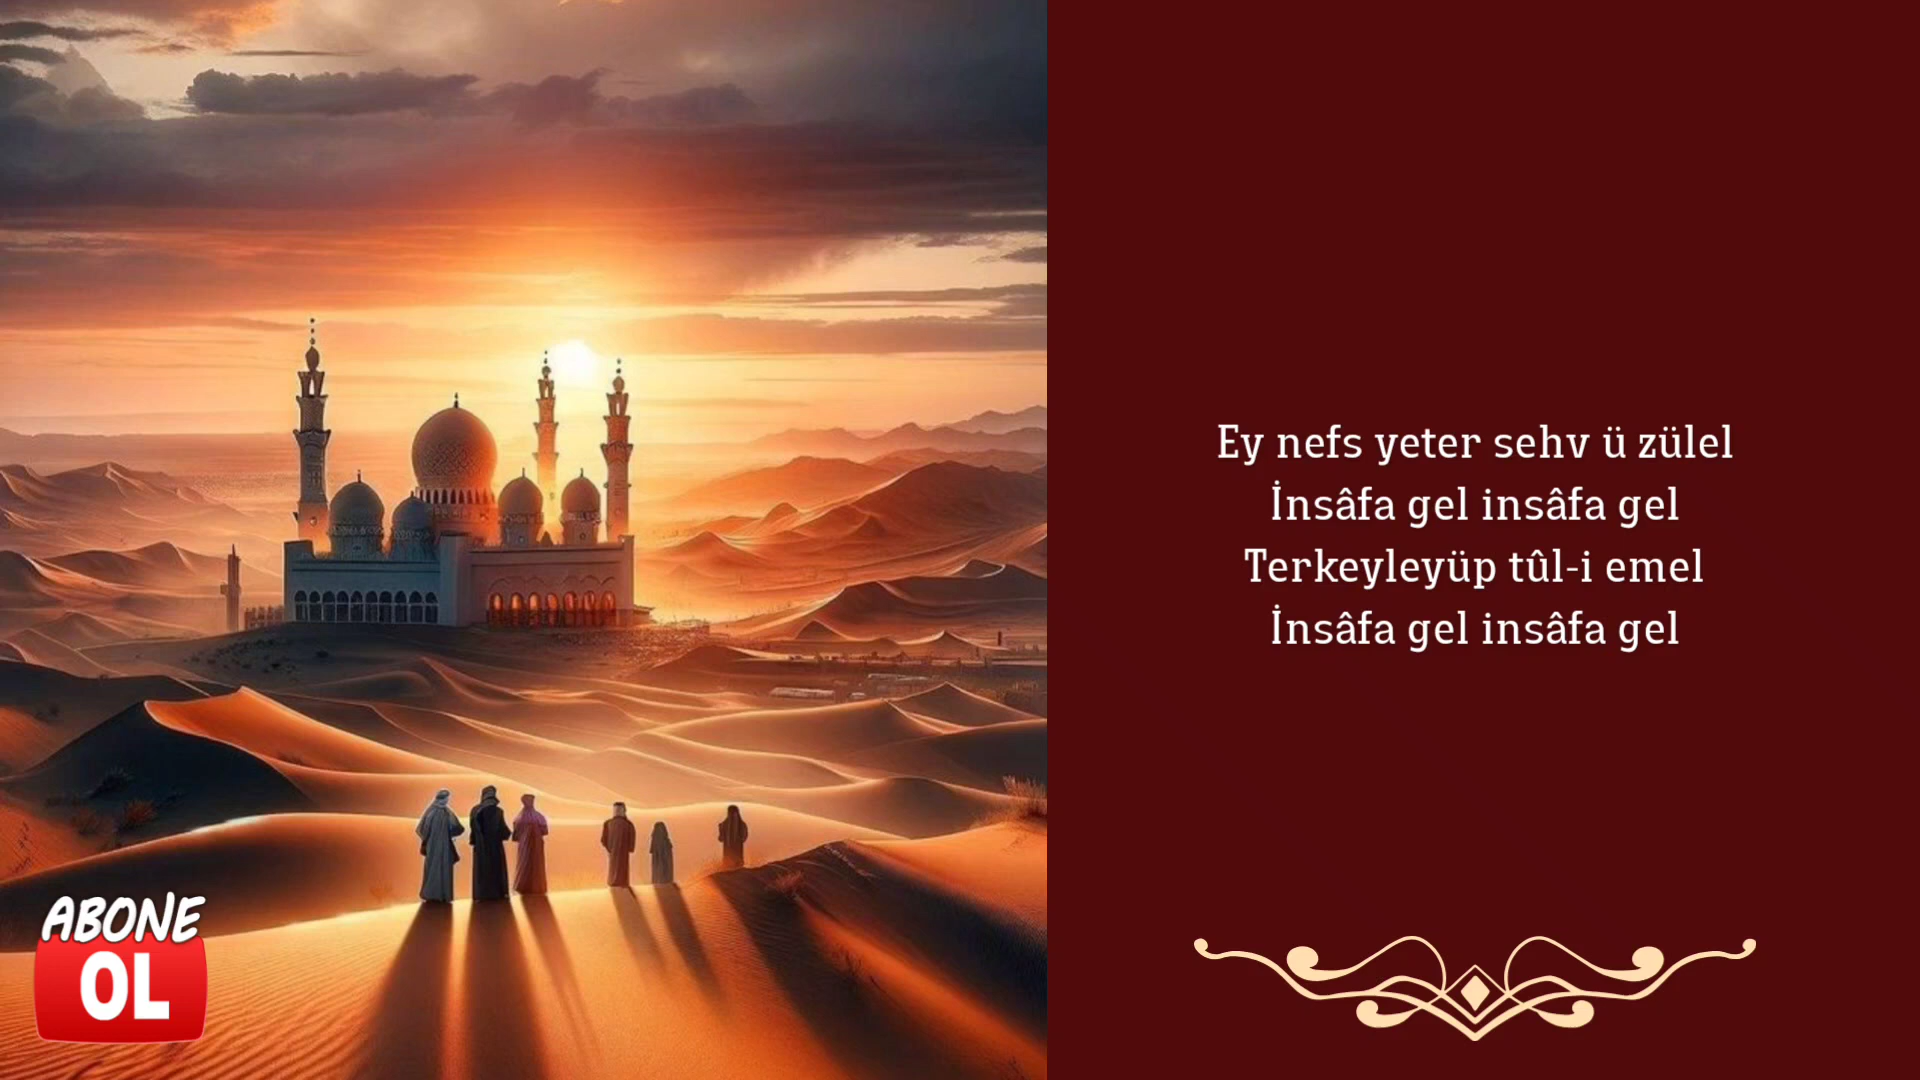 Ey nefs yeter sehv ü zülel
İnsâfa gel insâfa gel
Terkeyleyüp tûl-i emel
İnsâfa gel insâfa gel
ABONE
OL